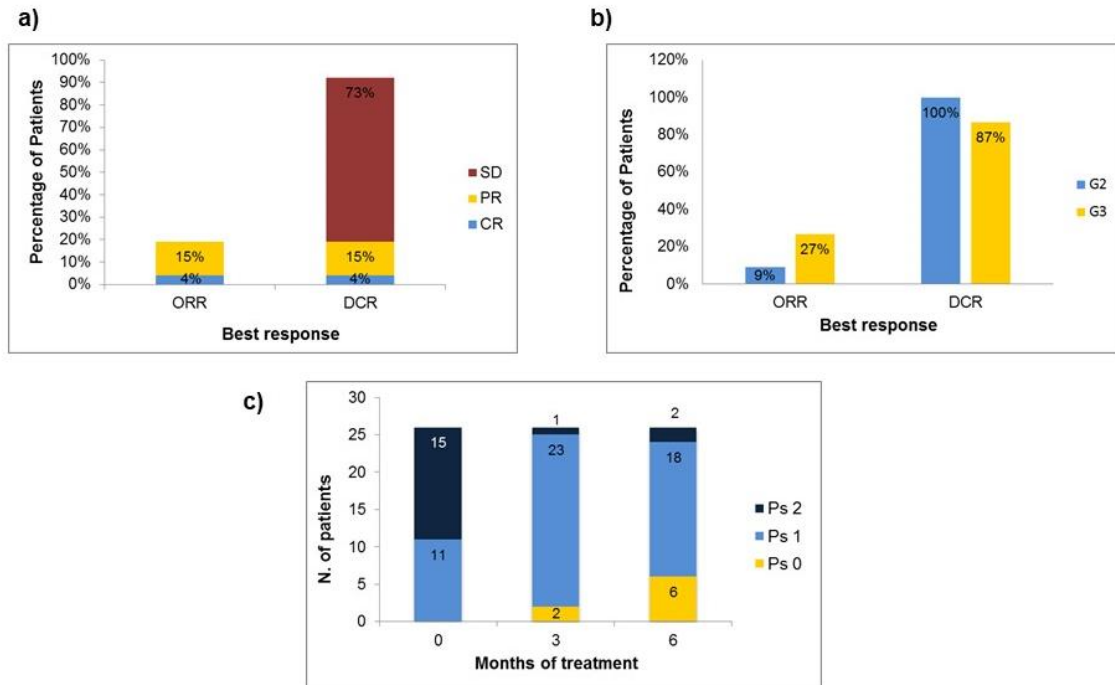 a)
100%
90%
80%
70%
60%
50%
40%
30%
20%
10%
0%
Percentage of Patients
73%
15%
4%
15%
4%
ORR
DCR
Best response
SD
PR
CR
b)
120%
100%
80%
60%
40%
20%
0%
Percentage of Patients
9%
27%
100%
87%
ORR
DCR
Best response
G2
G3
c)
30
25
20
15
10
5
0
N. of patients
15
11
1
23
2
2
18
6
0
3
6
Months of treatment
Ps 2
Ps 1
Ps 0